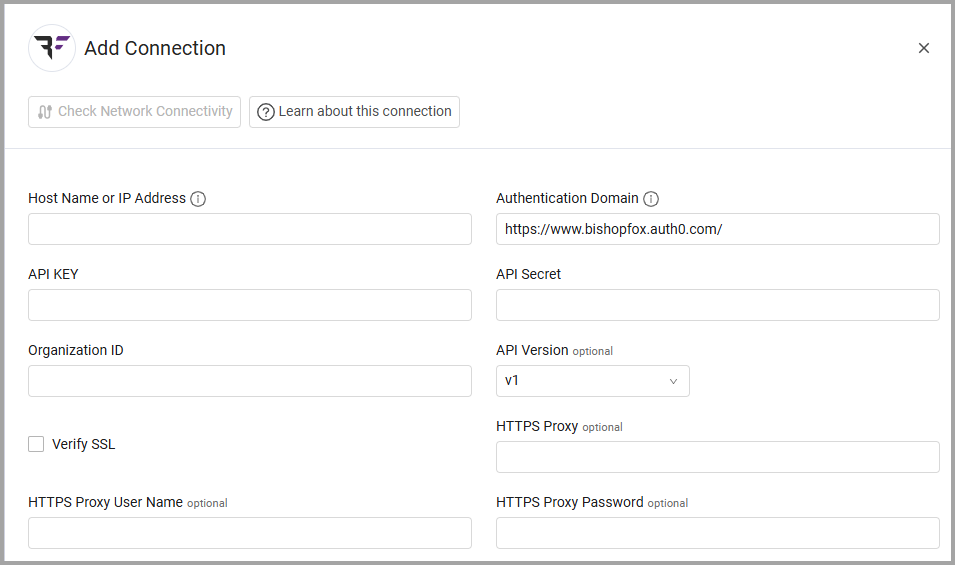 Add Connection
Check Network Connectivity
Learn about this connection
Host Name or IP Address
Authentication Domain
https://www.bishopfox.auth0.com/
API KEY
API Secret
Organization ID
API Version optional
v1
Verify SSL
HTTPS Proxy optional
HTTPS Proxy User Name optional
HTTPS Proxy Password optional